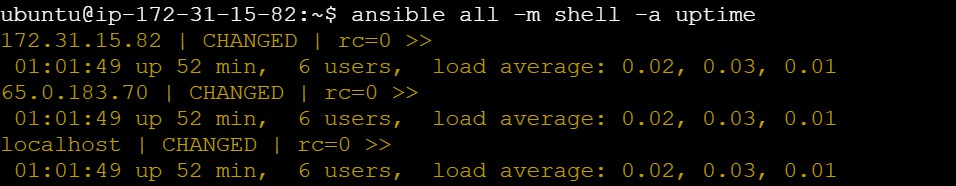 ubuntu@ip-172-31-15-82:~$ ansible all -m shell -a uptime
172.31.15.82 | CHANGED | rc=0 >>
 01:01:49 up 52 min,  6 users,  load average: 0.02, 0.03, 0.01
65.0.183.70 | CHANGED | rc=0 >>
 01:01:49 up 52 min,  6 users,  load average: 0.02, 0.03, 0.01
localhost | CHANGED | rc=0 >>
 01:01:49 up 52 min,  6 users,  load average: 0.02, 0.03, 0.01